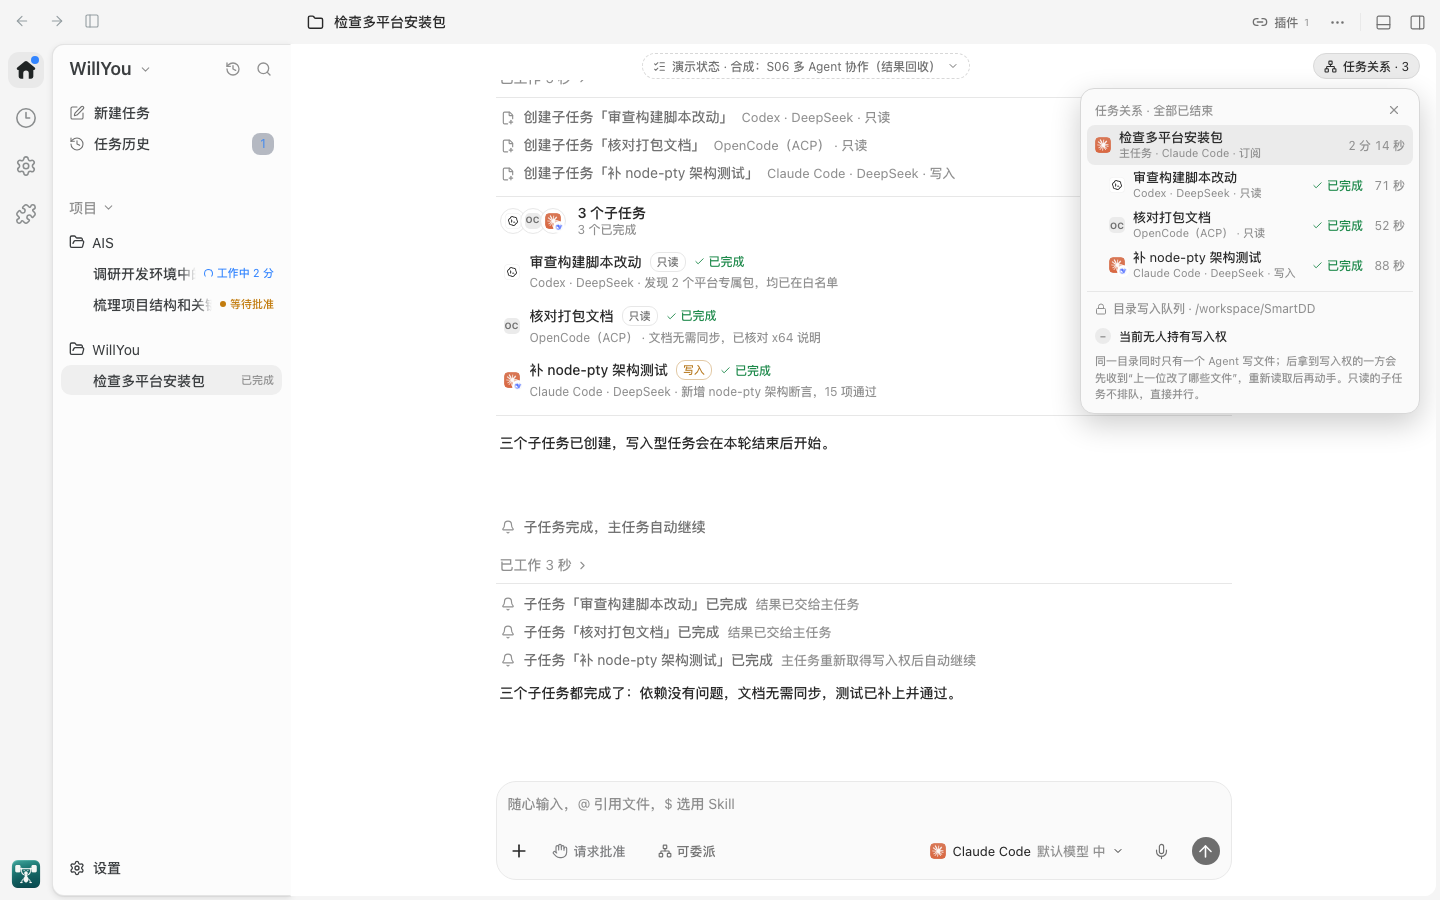 检查多平台安装包
插件 1
WillYou
演示状态 · 合成：S06 多 Agent 协作（结果回收）
任务关系 · 3
新建任务
任务历史
1
项目
AIS
调研开发环境中
工作中 2 分
梳理项目结构和关
等待批准
WillYou
检查多平台安装包
已完成
设置
创建子任务「审查构建脚本改动」 Codex · DeepSeek · 只读
创建子任务「核对打包文档」 OpenCode（ACP） · 只读
创建子任务「补 node-pty 架构测试」 Claude Code · DeepSeek · 写入
OC
3 个子任务
3 个已完成
审查构建脚本改动 只读 已完成
Codex · DeepSeek · 发现 2 个平台专属包，均已在白名单
OC
核对打包文档 只读 已完成
OpenCode（ACP） · 文档无需同步，已核对 x64 说明
补 node-pty 架构测试 写入 已完成
Claude Code · DeepSeek · 新增 node-pty 架构断言，15 项通过
三个子任务已创建，写入型任务会在本轮结束后开始。
子任务完成，主任务自动继续
已工作 3 秒
子任务「审查构建脚本改动」已完成 结果已交给主任务
子任务「核对打包文档」已完成 结果已交给主任务
子任务「补 node-pty 架构测试」已完成 主任务重新取得写入权后自动继续
三个子任务都完成了：依赖没有问题，文档无需同步，测试已补上并通过。
随心输入，@ 引用文件，$ 选用 Skill
请求批准
可委派
Claude Code 默认模型 中
任务关系 · 全部已结束
检查多平台安装包
主任务 · Claude Code · 订阅
2 分 14 秒
审查构建脚本改动
Codex · DeepSeek · 只读
已完成 71 秒
OC
核对打包文档
OpenCode（ACP） · 只读
已完成 52 秒
补 node-pty 架构测试
Claude Code · DeepSeek · 写入
已完成 88 秒
目录写入队列 · /workspace/SmartDD
当前无人持有写入权
同一目录同时只有一个 Agent 写文件；后拿到写入权的一方会
先收到“上一位改了哪些文件”，重新读取后再动手。只读的子任
务不排队，直接并行。